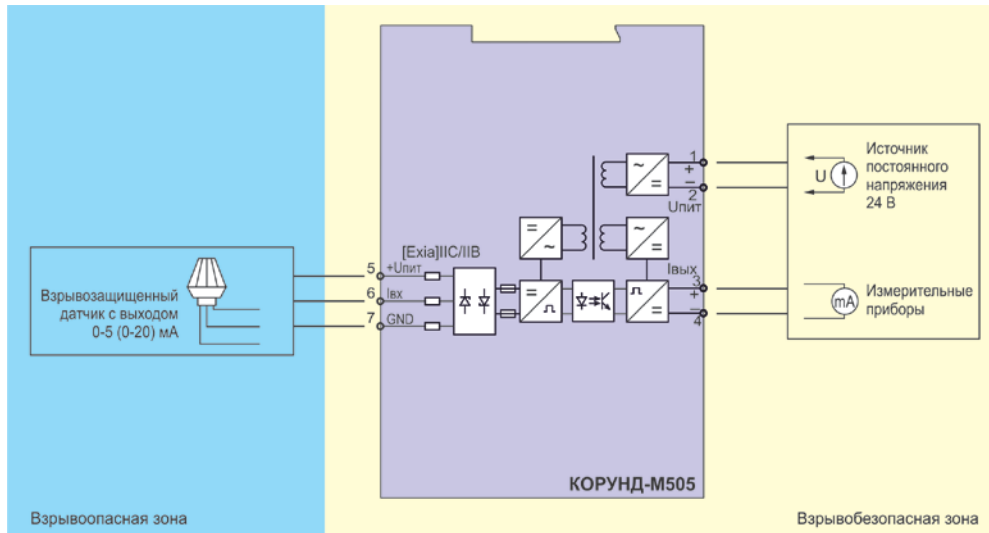 1
+
−
2
Uпит
Источник
постоянного
напряжения
24 В
U
[Exia]IIC/IIB
5
+Uпит
6
Iвх
7
GND
Взрывозащищенный
датчик с выходом
0-5 (0-20) мА
~
=
=
~
~
=
=
=
Iвых
3
+
−
4
mA
Измерительные
приборы
КОРУНД-М505
Взрывоопасная зона
Взрывобезопасная зона